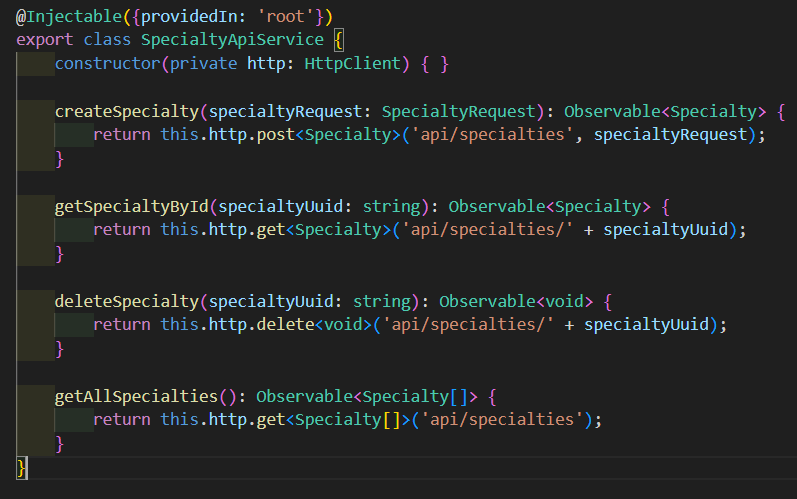 @Injectable({providedIn: 'root'})
export class SpecialtyApiService {
    constructor(private http: HttpClient) { }

    createSpecialty(specialtyRequest: SpecialtyRequest): Observable<Specialty> {
        return this.http.post<Specialty>('api/specialties', specialtyRequest);
    }

    getSpecialtyById(specialtyUuid: string): Observable<Specialty> {
        return this.http.get<Specialty>('api/specialties/' + specialtyUuid);
    }

    deleteSpecialty(specialtyUuid: string): Observable<void> {
        return this.http.delete<void>('api/specialties/' + specialtyUuid);
    }

    getAllSpecialties(): Observable<Specialty[]> {
        return this.http.get<Specialty[]>('api/specialties');
    }
}